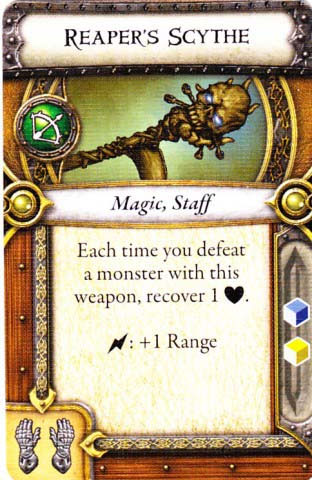 Reaper's Scythe
Magic, Staff
Each time you defeat
a monster with this
weapon, recover 1 ♥.
: +1 Range